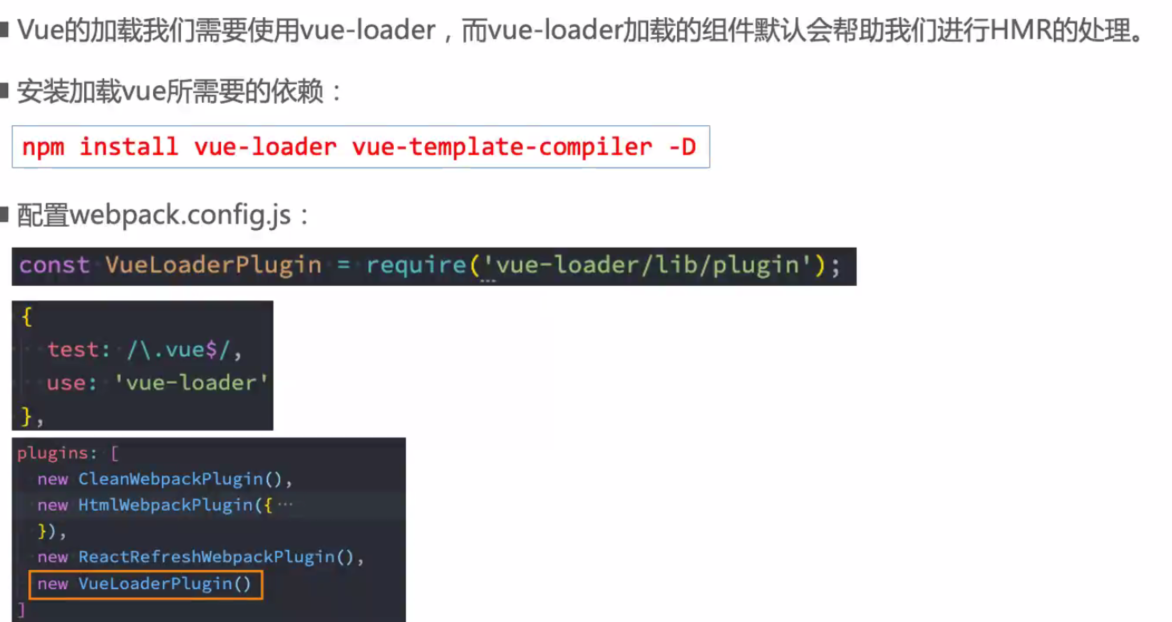 Vue的加载我们需要使用vue-loader，而vue-loader加载的组件默认会帮助我们进行HMR的处理。
安装加载vue所需要的依赖：
npm install vue-loader vue-template-compiler -D
配置webpack.config.js：
const VueLoaderPlugin = require('vue-loader/lib/plugin');
{
  test: /\.vue$/,
  use: 'vue-loader'
},
plugins: [
  new CleanWebpackPlugin(),
  new HtmlWebpackPlugin({ ···
  }),
  new ReactRefreshWebpackPlugin(),
  new VueLoaderPlugin()
]